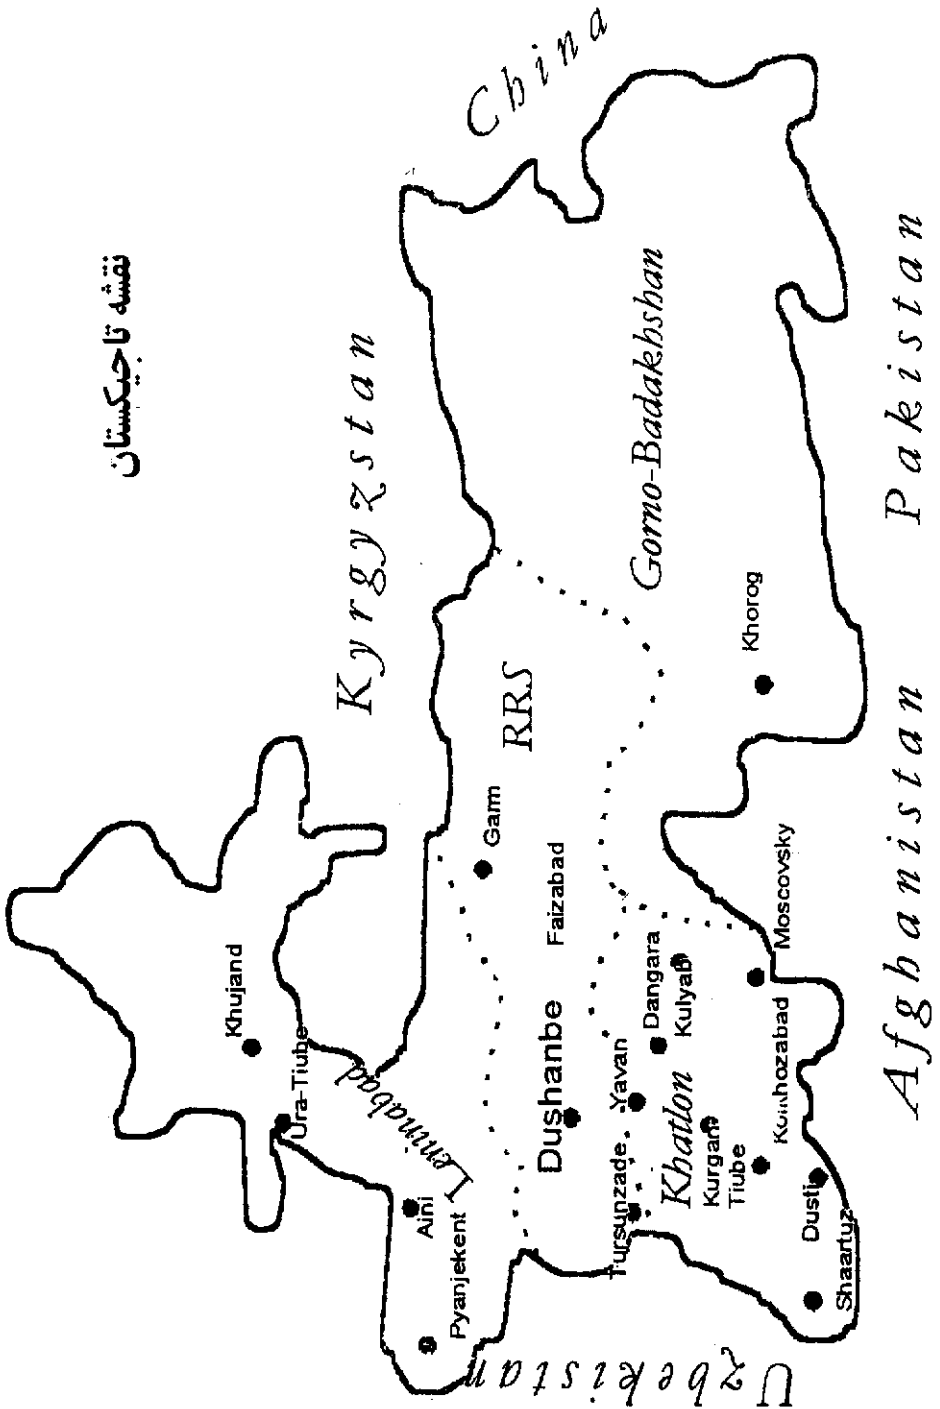 نقشه تاجیکستان
China
Kyrgyzstan
Khujand
Ura-Tiube
Leninabad
Aini
Pyanjekent
Uzbekistan
Garm
RRS
Faizabad
Dushanbe
Gorno-Badakhshan
Tursunzade
Yavan
Dangara
Kulyab
Khatlon
Kurgan
Tiube
Khorog
Moscovsky
Dusti
Shaartuz
Afghanistan
Pakistan